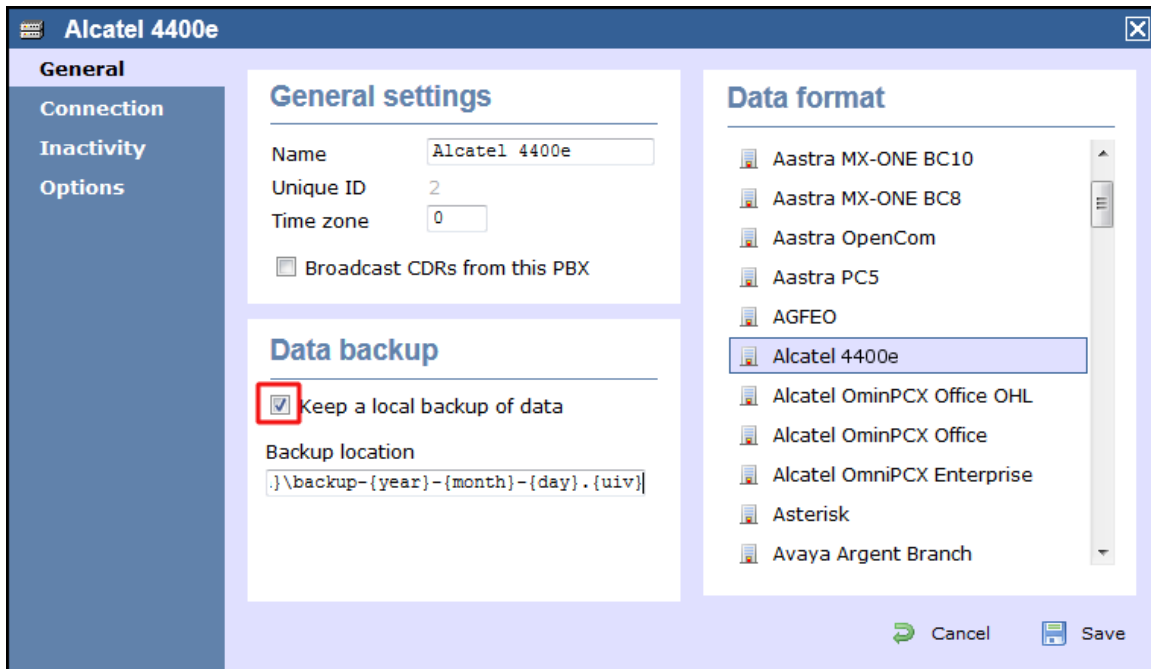 Alcatel 4400e
General
Connection
Inactivity
Options
General settings
Name Alcatel 4400e
Unique ID 2
Time zone 0
Broadcast CDRs from this PBX
Data backup
Keep a local backup of data
Backup location
.}\backup-{year}-{month}-{day}.{uiv}
Data format
Aastra MX-ONE BC10
Aastra MX-ONE BC8
Aastra OpenCom
Aastra PC5
AGFEO
Alcatel 4400e
Alcatel OminPCX Office OHL
Alcatel OminPCX Office
Alcatel OmniPCX Enterprise
Asterisk
Avaya Argent Branch
Cancel Save